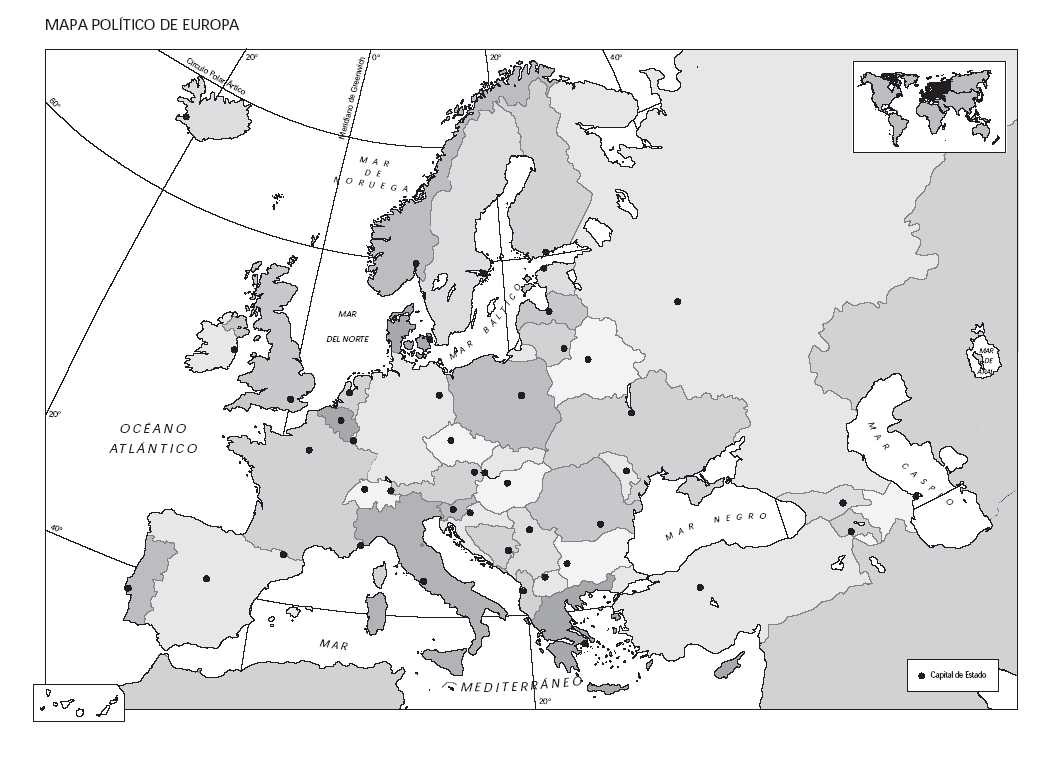 MAPA POLÍTICO DE EUROPA
20°
0°
20°
40°
Círculo Polar Ártico
Meridiano de Greenwich
60°
MAR
DE
NORUEGA
MAR
DEL NORTE
MAR BÁLTICO
MAR
DE
ARAL
20°
OCÉANO
ATLÁNTICO
MAR CASPIO
MAR NEGRO
40°
MAR
MEDITERRÁNEO
Capital de Estado
20°